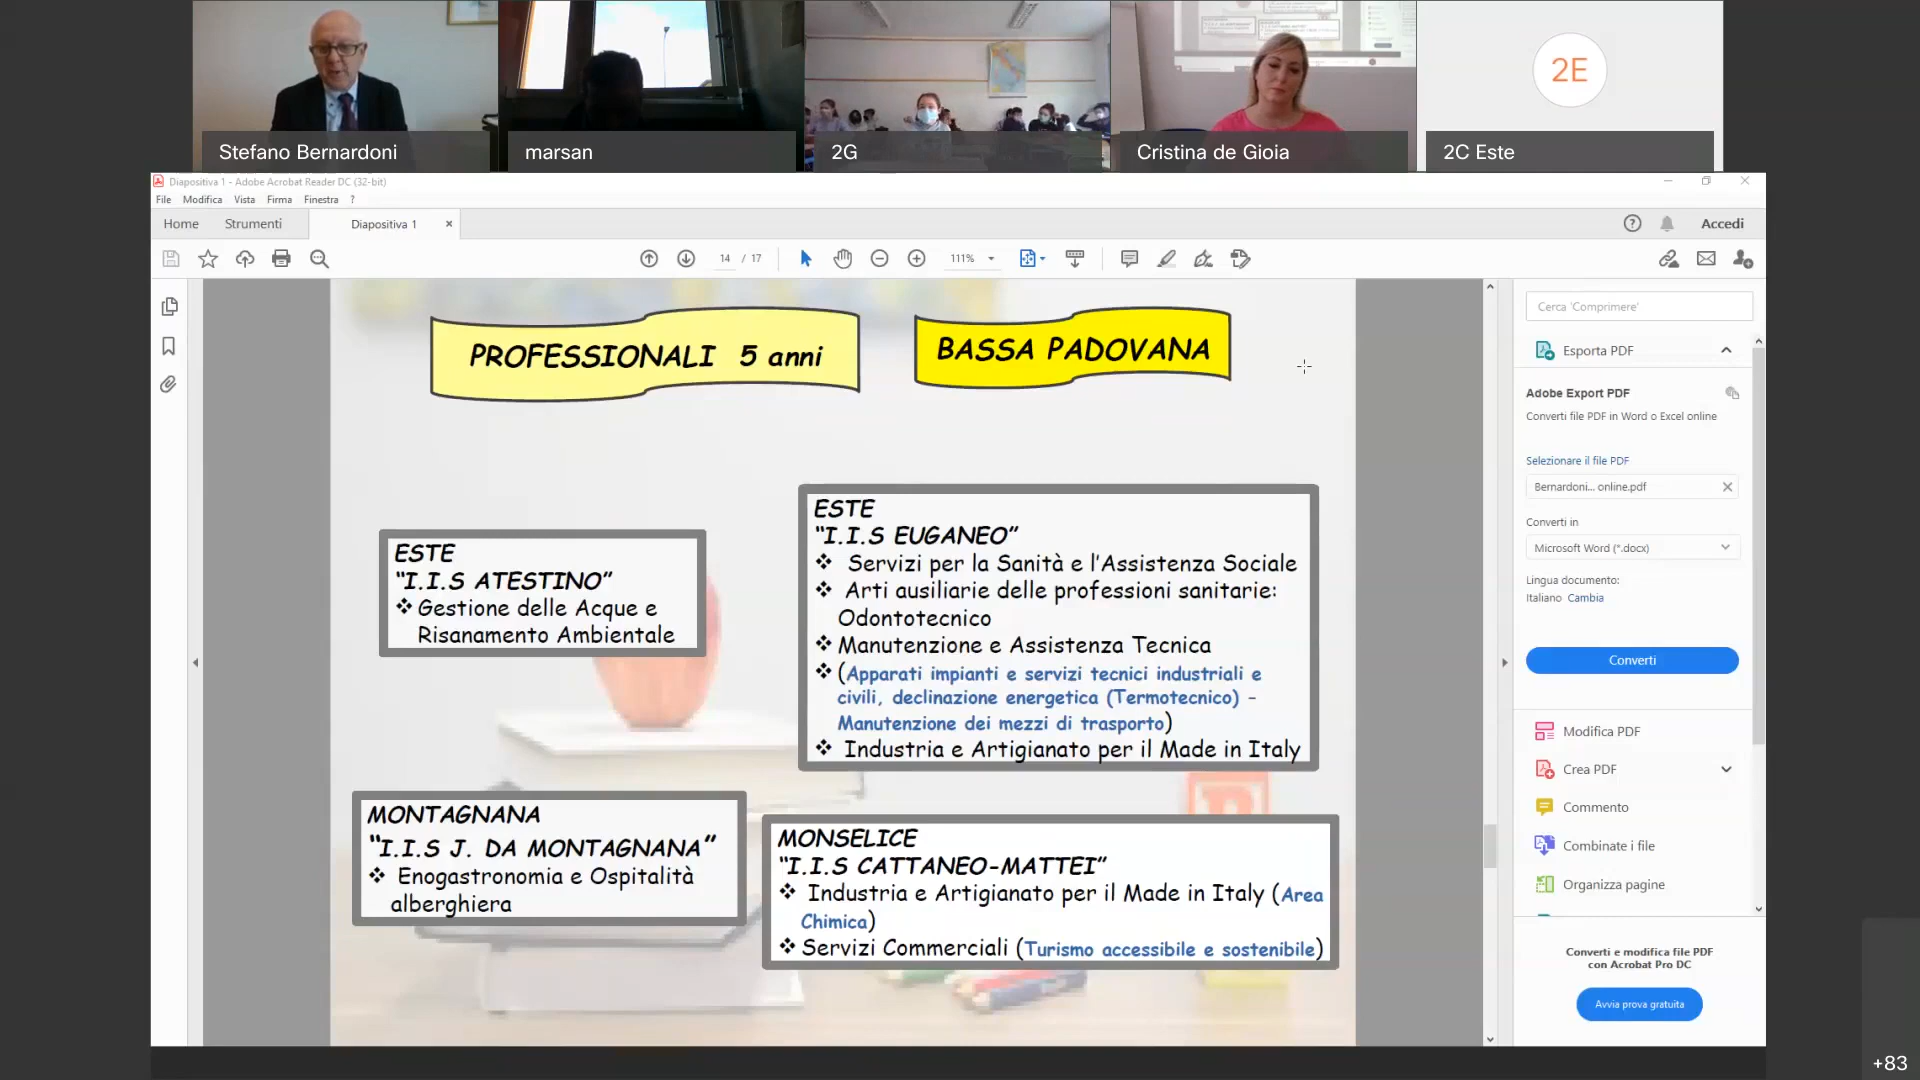 2E
Stefano Bernardoni
marsan
2G
Cristina de Gioia
2C Este
Diapositiva 1 - Adobe Acrobat Reader DC (32-bit)
File Modifica Vista Firma Finestra ?
Home Strumenti Diapositiva 1 × Accedi
14 / 17 111%
PROFESSIONALI 5 anni
BASSA PADOVANA
ESTE
“I.I.S ATESTINO”
❖ Gestione delle Acque e
Risanamento Ambientale
ESTE
“I.I.S EUGANEO”
❖ Servizi per la Sanità e l’Assistenza Sociale
❖ Arti ausiliarie delle professioni sanitarie:
Odontotecnico
❖ Manutenzione e Assistenza Tecnica
❖ (Apparati impianti e servizi tecnici industriali e
civili, declinazione energetica (Termotecnico) –
Manutenzione dei mezzi di trasporto)
❖ Industria e Artigianato per il Made in Italy
MONTAGNANA
“I.I.S J. DA MONTAGNANA”
❖ Enogastronomia e Ospitalità
alberghiera
MONSELICE
“I.I.S CATTANEO-MATTEI”
❖ Industria e Artigianato per il Made in Italy (Area
Chimica)
❖ Servizi Commerciali (Turismo accessibile e sostenibile)
Cerca 'Comprimere'
Esporta PDF
Adobe Export PDF
Converti file PDF in Word o Excel online
Selezionare il file PDF
Bernardoni... online.pdf
Converti in
Microsoft Word (*.docx)
Lingua documento:
Italiano Cambia
Converti
Modifica PDF
Crea PDF
Commento
Combinate i file
Organizza pagine
Converti e modifica file PDF
con Acrobat Pro DC
Avvia prova gratuita
+83